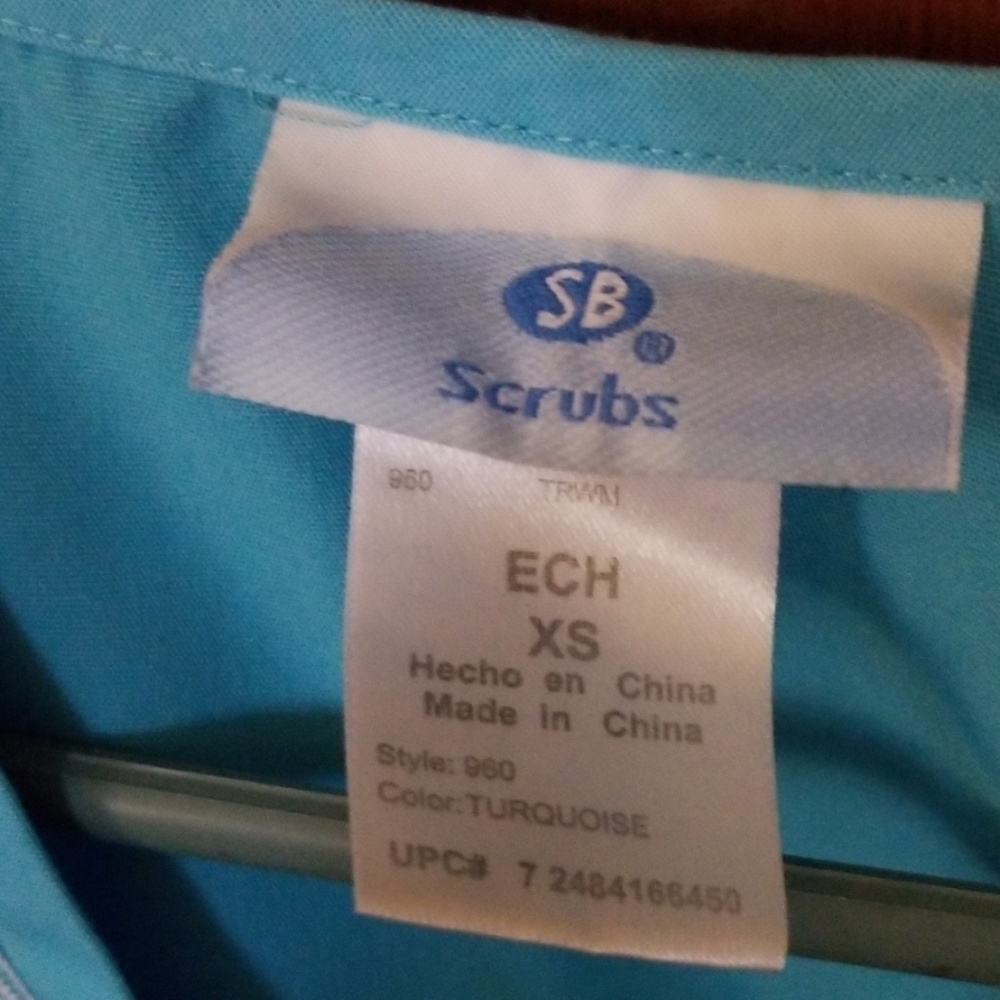 SB®
Scrubs
960 TRWM
ECH
XS
Hecho en China
Made in China
Style: 960
Color:TURQUOISE
UPC# 7 2484166450